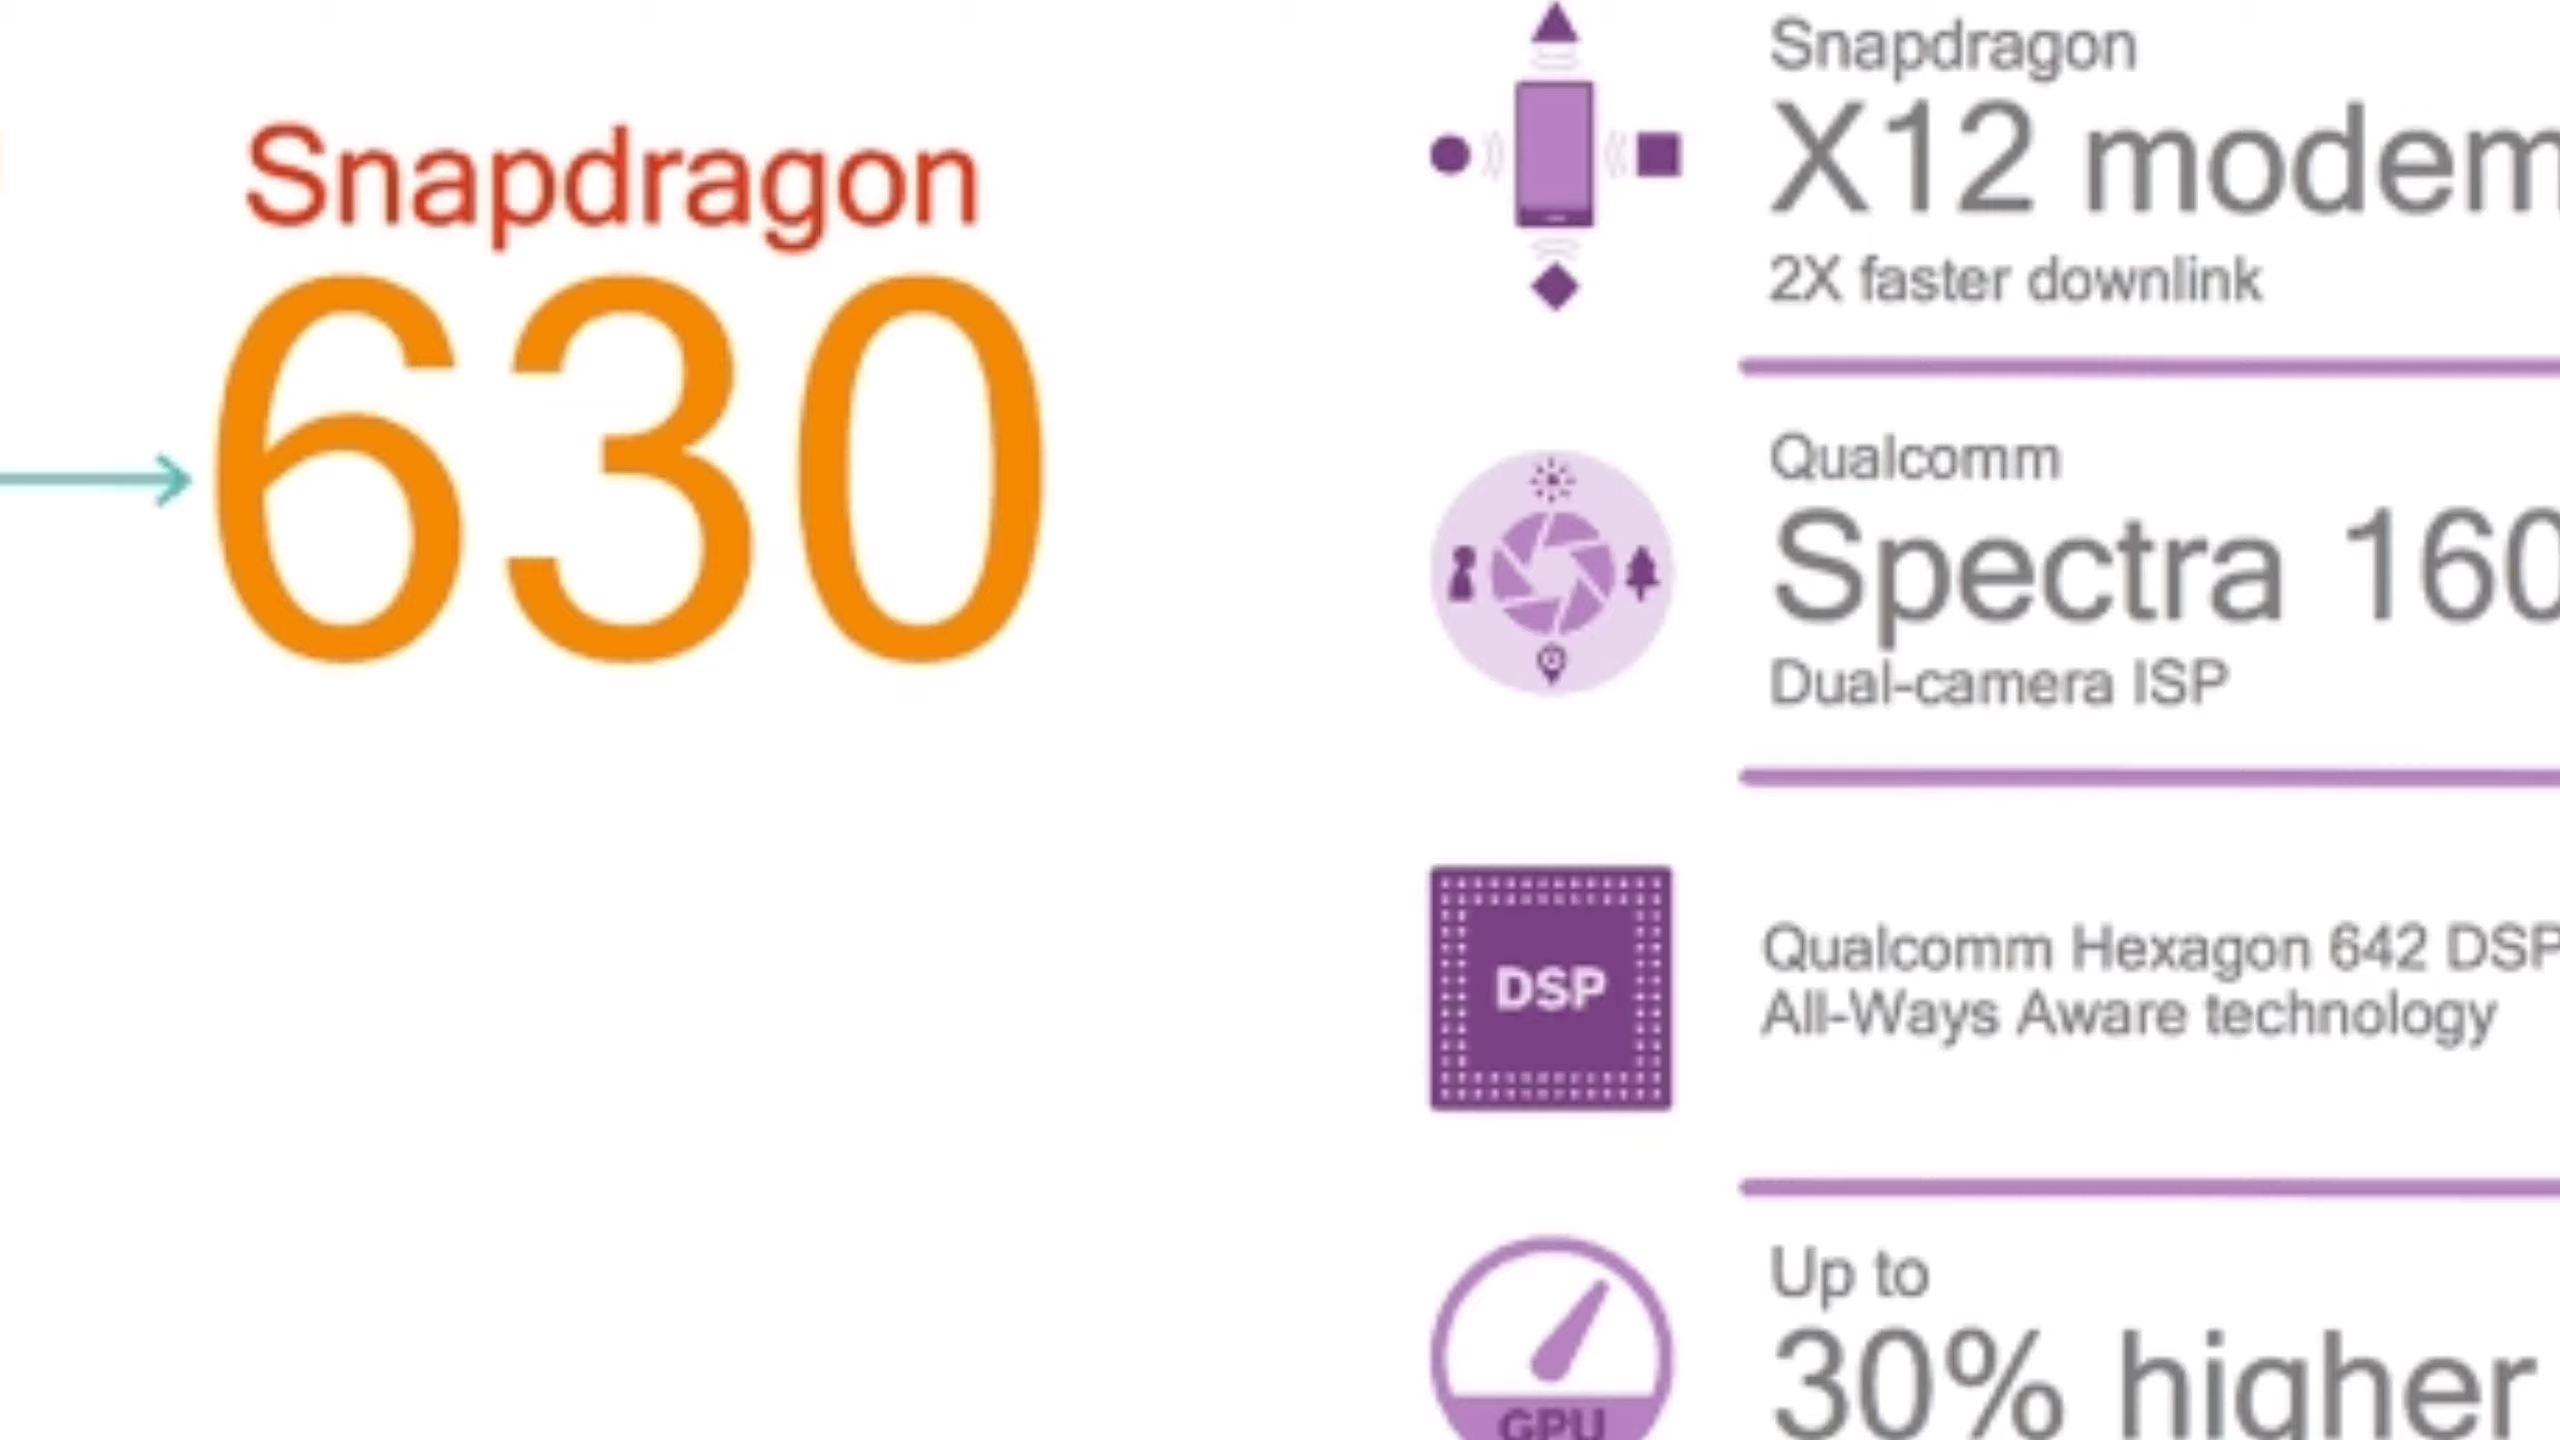 Snapdragon
630
Snapdragon
X12 modem
2X faster downlink
Qualcomm
Spectra 160
Dual-camera ISP
DSP
Qualcomm Hexagon 642 DSP
All-Ways Aware technology
GPU
Up to
30% higher